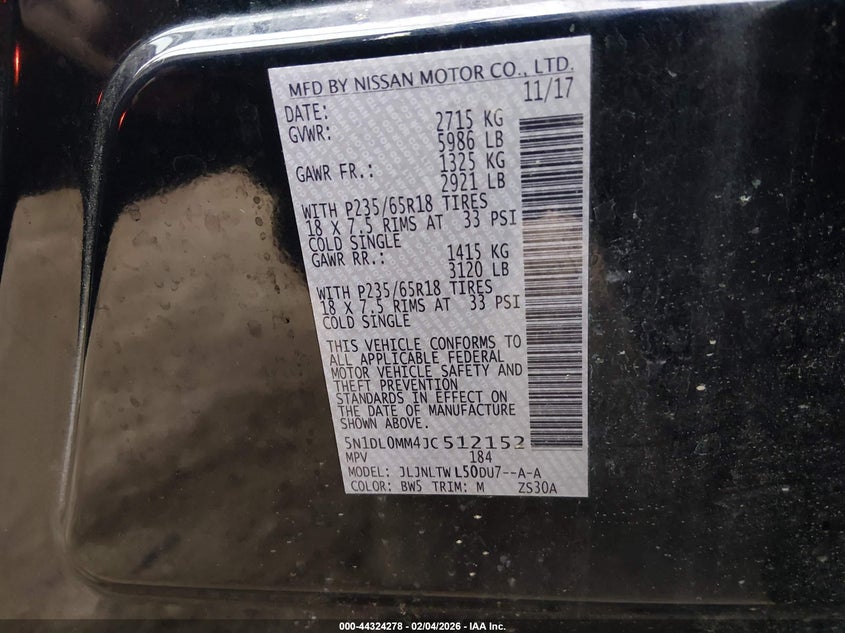 MFD BY NISSAN MOTOR CO., LTD.
DATE: 11/17
GVWR: 2715 KG
5986 LB
GAWR FR.: 1325 KG
2921 LB
WITH P235/65R18 TIRES
18 X 7.5 RIMS AT 33 PSI
COLD SINGLE
GAWR RR.: 1415 KG
3120 LB
WITH P235/65R18 TIRES
18 X 7.5 RIMS AT 33 PSI
COLD SINGLE
THIS VEHICLE CONFORMS TO
ALL APPLICABLE FEDERAL
MOTOR VEHICLE SAFETY AND
THEFT PREVENTION
STANDARDS IN EFFECT ON
THE DATE OF MANUFACTURE
SHOWN ABOVE.
5N1DL0MM4JC 512152
MPV 184
MODEL: JLJNLTW L50DU7--A-A
COLOR: BW5 TRIM: M ZS30A
000-44324278 - 02/04/2026 - IAA Inc.